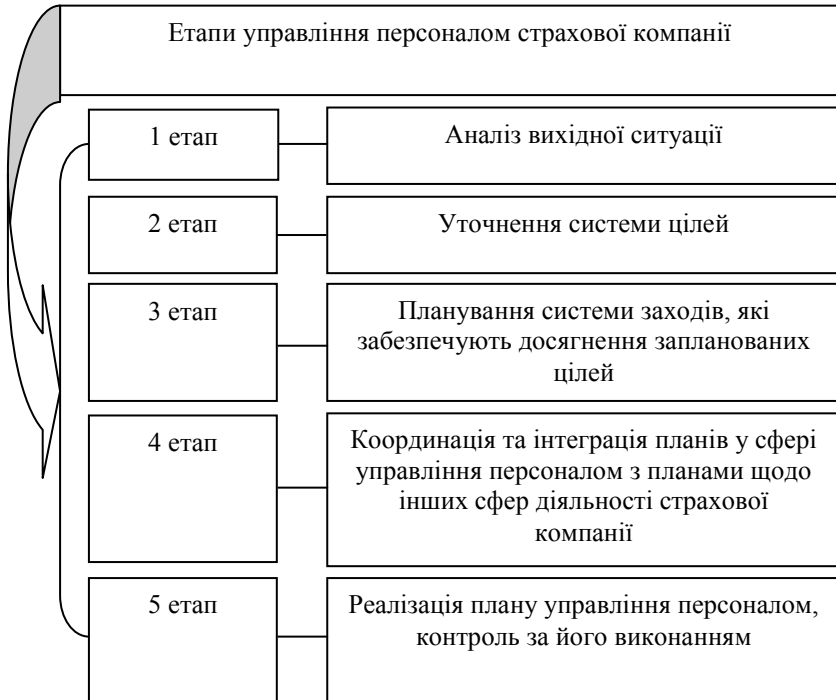 Етапи управління персоналом страхової компанії
1 етап
Аналіз вихідної ситуації
2 етап
Уточнення системи цілей
3 етап
Планування системи заходів, які
забезпечують досягнення запланованих
цілей
4 етап
Координація та інтеграція планів у сфері
управління персоналом з планами щодо
інших сфер діяльності страхової
компанії
5 етап
Реалізація плану управління персоналом,
контроль за його виконанням